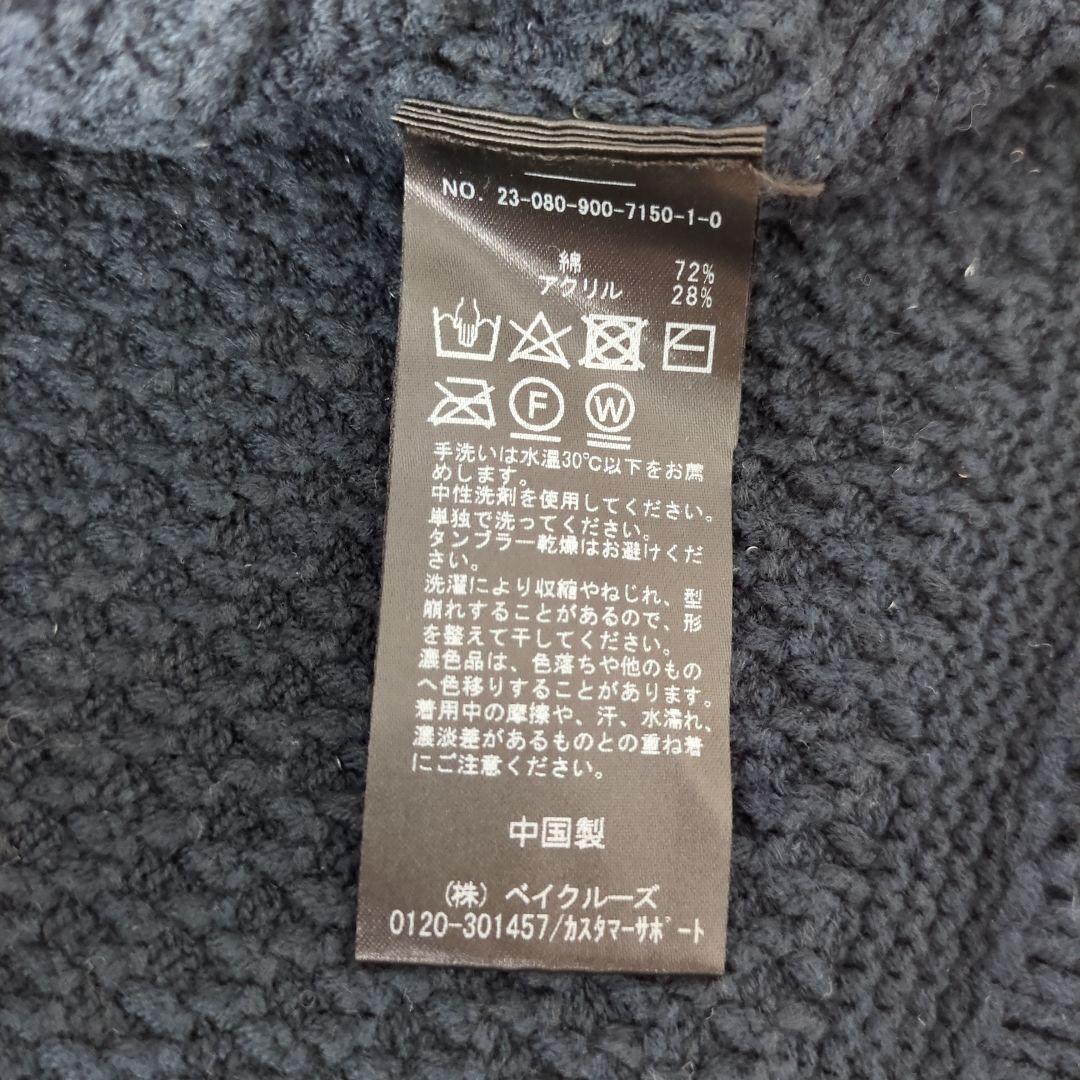 NO. 23-080-900-7150-1-0
綿 72%
アクリル 28%
F W
手洗いは水温30℃以下をお薦
めします。
中性洗剤を使用してください。
単独で洗ってください。
タンブラー乾燥はお避けくだ
さい。
洗濯により収縮やねじれ、型
崩れすることがあるので、形
を整えて干してください。
濃色品は、色落ちや他のもの
へ色移りすることがあります。
着用中の摩擦や、汗、水濡れ、
濃淡差があるものとの重ね着
にご注意ください。
中国製
(株) ベイクルーズ
0120-301457/ｶｽﾀﾏｰｻﾎﾟｰﾄ